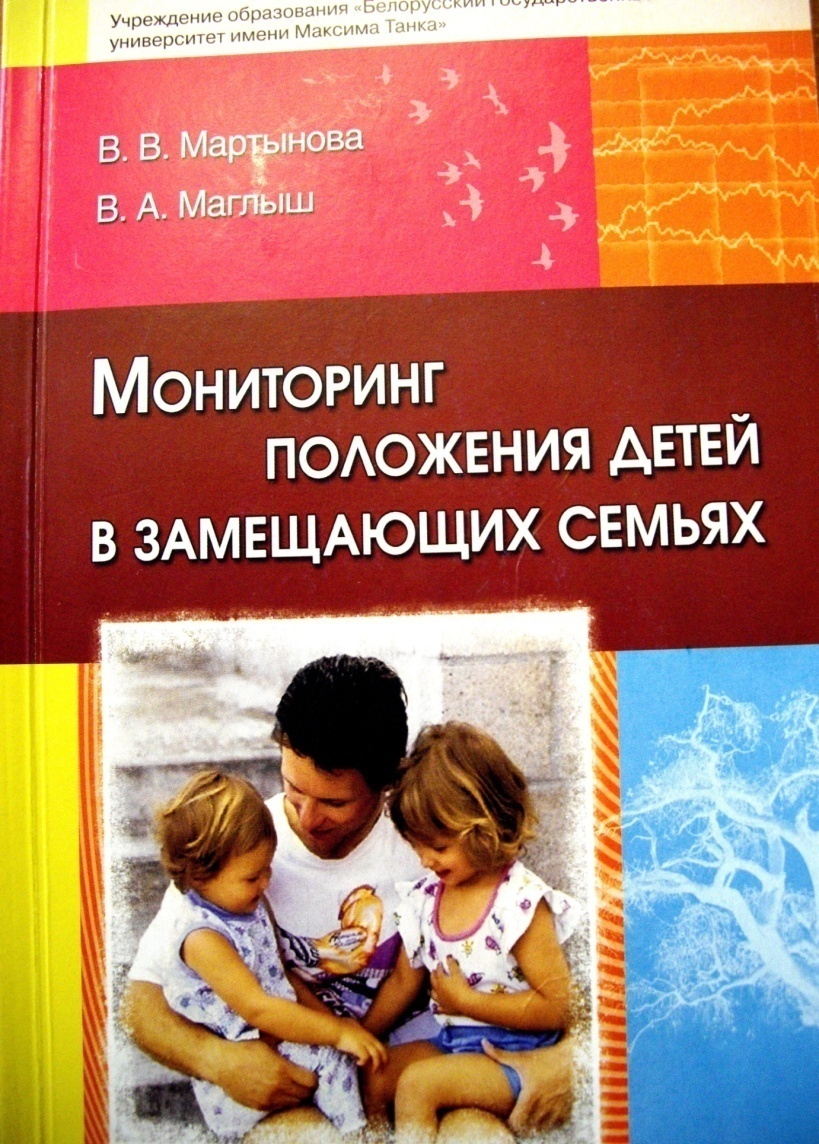 Учреждение образования «Белорусский
университет имени Максима Танка»
В. В. Мартынова
В. А. Маглыш
Мониторинг
положения детей
в замещающих семьях